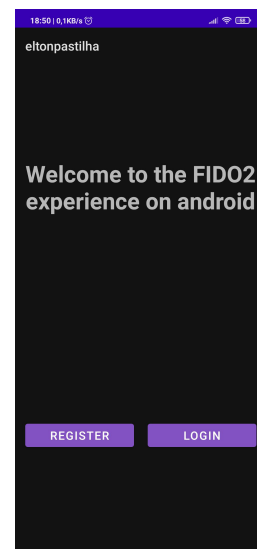 18:50 | 0,1KB/s
eltonpastilha
Welcome to the FIDO2
experience on android
REGISTER LOGIN